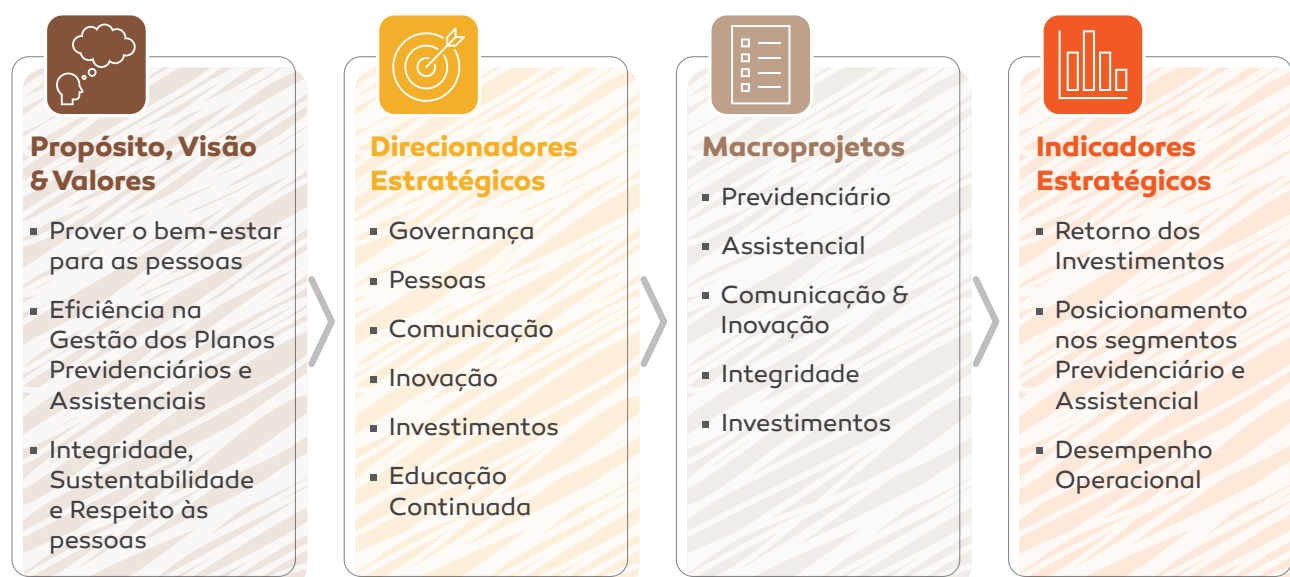 Propósito, Visão
& Valores
▪ Prover o bem-estar
para as pessoas
▪ Eficiência na
Gestão dos Planos
Previdenciários e
Assistenciais
▪ Integridade,
Sustentabilidade
e Respeito às
pessoas
Direcionadores
Estratégicos
▪ Governança
▪ Pessoas
▪ Comunicação
▪ Inovação
▪ Investimentos
▪ Educação
Continuada
Macroprojetos
▪ Previdenciário
▪ Assistencial
▪ Comunicação &
Inovação
▪ Integridade
▪ Investimentos
Indicadores
Estratégicos
▪ Retorno dos
Investimentos
▪ Posicionamento
nos segmentos
Previdenciário e
Assistencial
▪ Desempenho
Operacional